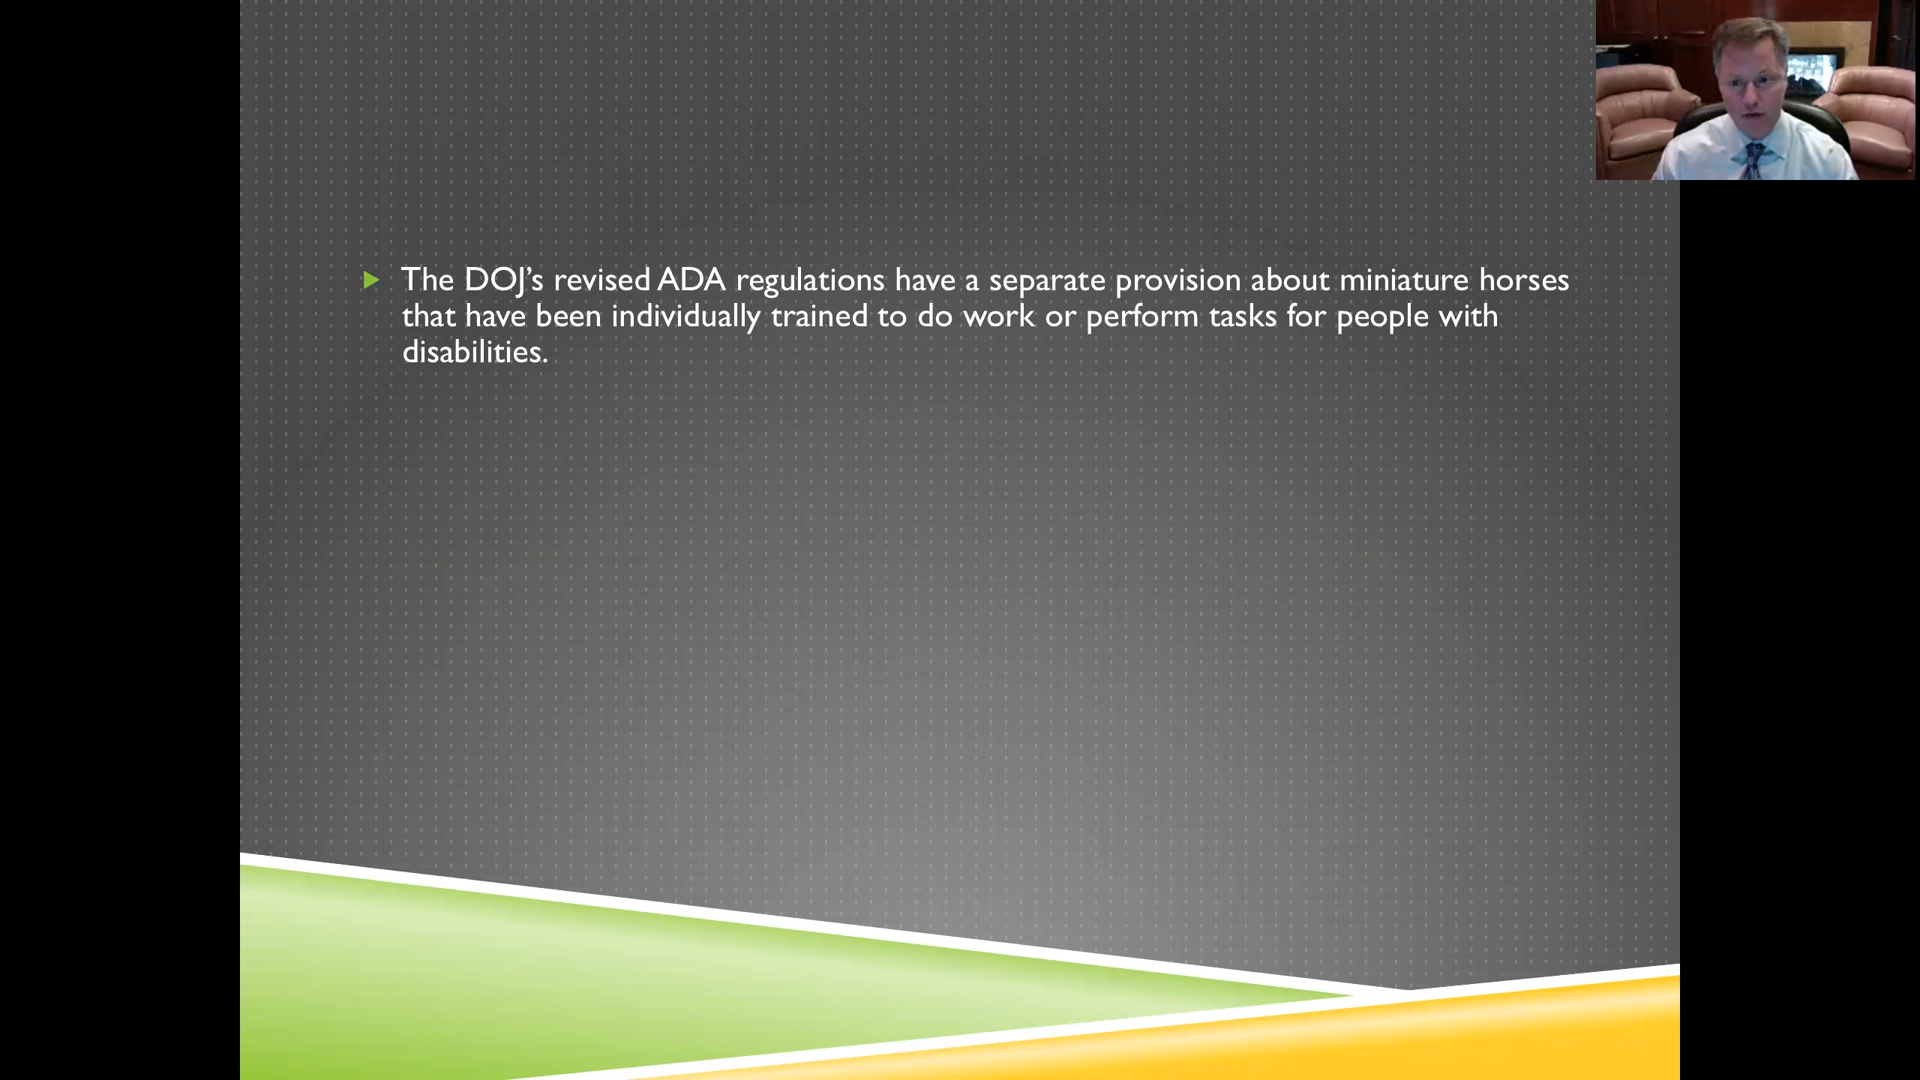 The DOJ’s revised ADA regulations have a separate provision about miniature horses
that have been individually trained to do work or perform tasks for people with
disabilities.